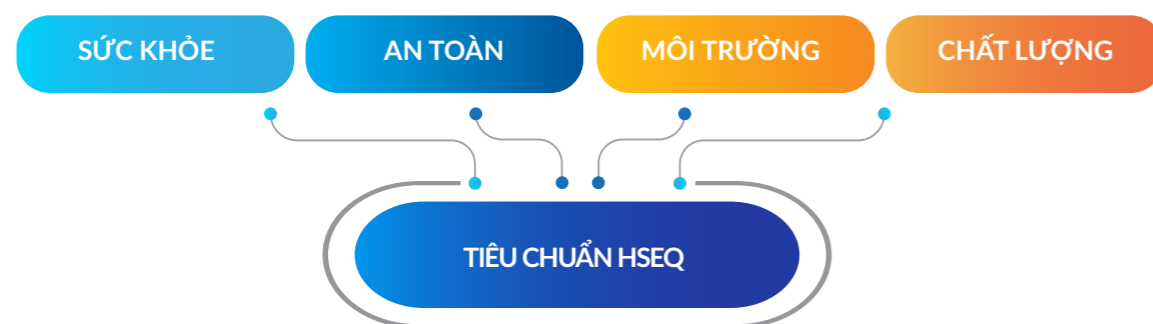 SỨC KHỎE
AN TOÀN
MÔI TRƯỜNG
CHẤT LƯỢNG
TIÊU CHUẨN HSEQ